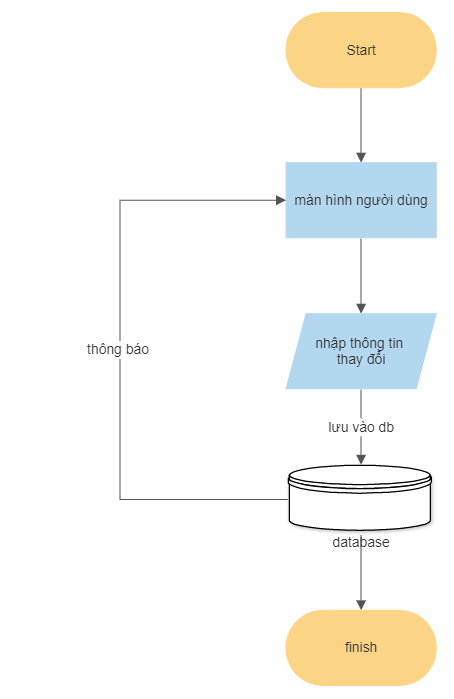 Start
màn hình người dùng
nhập thông tin
thay đổi
thông báo
lưu vào db
database
finish